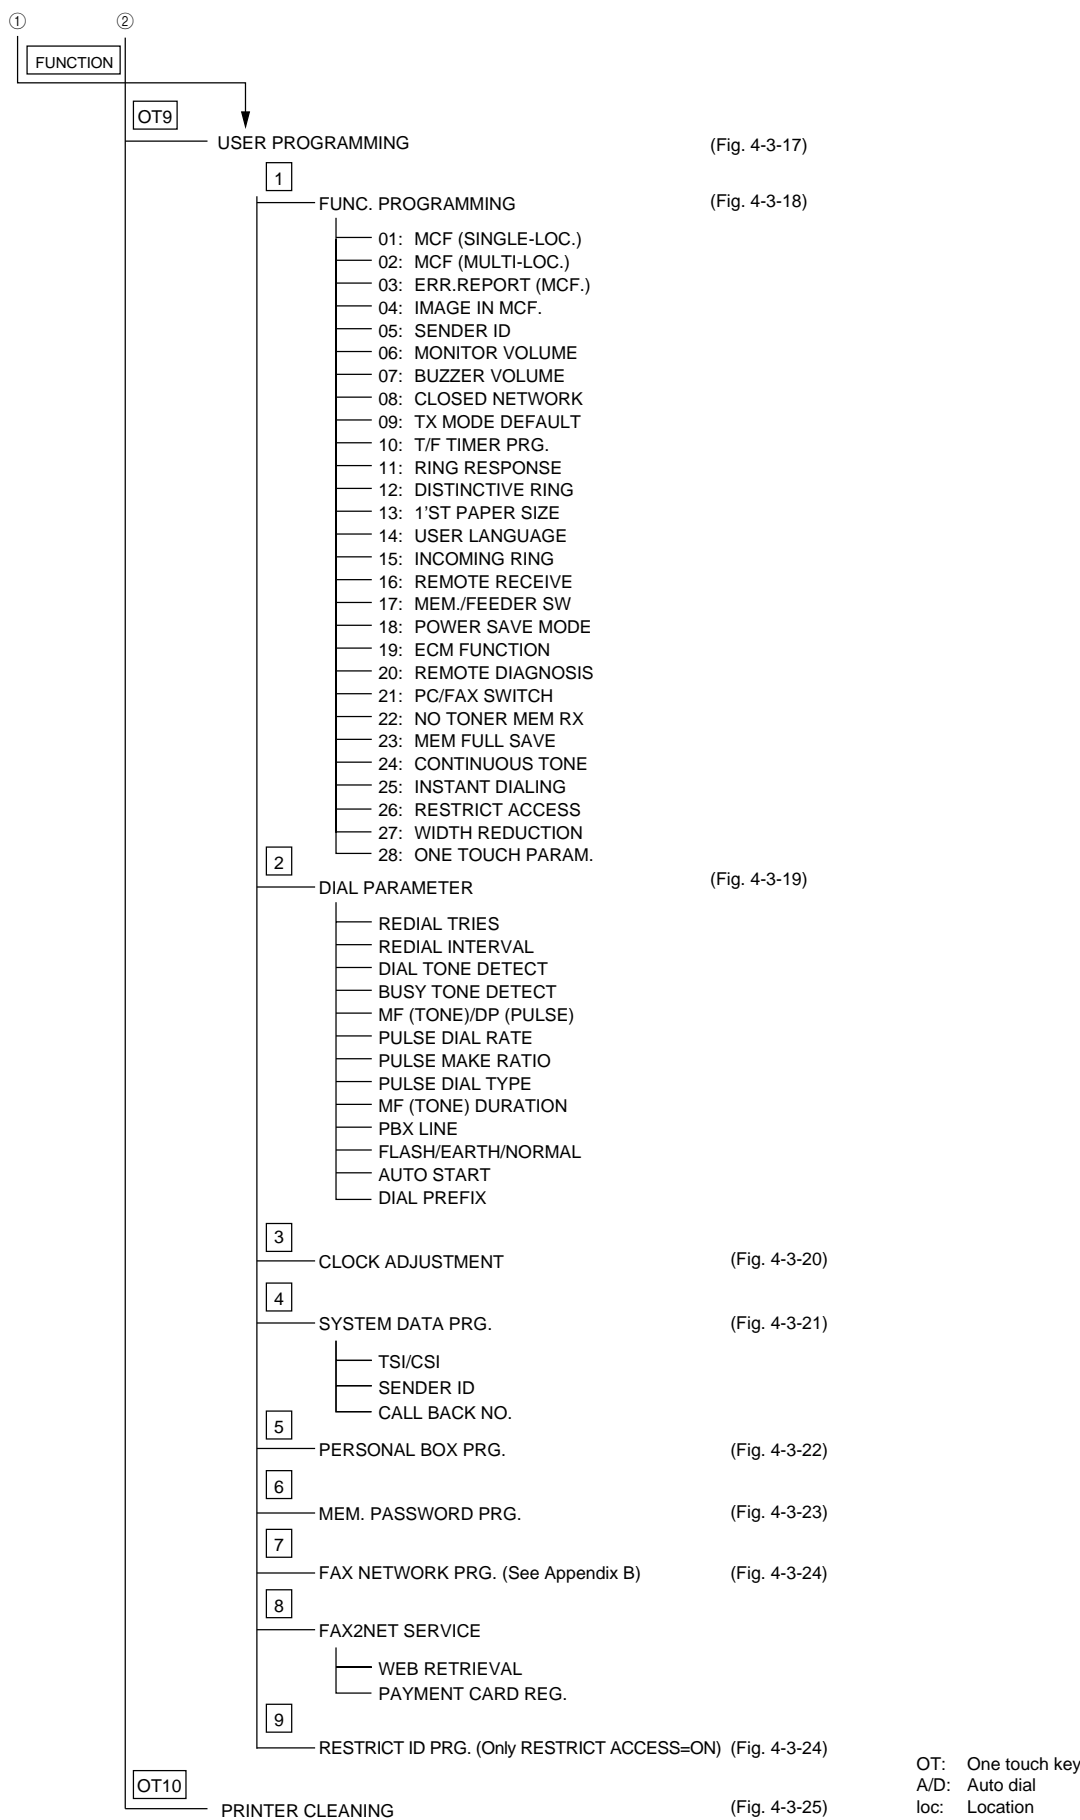 ① ②
FUNCTION
OT9
USER PROGRAMMING (Fig. 4-3-17)
1
FUNC. PROGRAMMING (Fig. 4-3-18)
01: MCF (SINGLE-LOC.)
02: MCF (MULTI-LOC.)
03: ERR.REPORT (MCF.)
04: IMAGE IN MCF.
05: SENDER ID
06: MONITOR VOLUME
07: BUZZER VOLUME
08: CLOSED NETWORK
09: TX MODE DEFAULT
10: T/F TIMER PRG.
11: RING RESPONSE
12: DISTINCTIVE RING
13: 1'ST PAPER SIZE
14: USER LANGUAGE
15: INCOMING RING
16: REMOTE RECEIVE
17: MEM./FEEDER SW
18: POWER SAVE MODE
19: ECM FUNCTION
20: REMOTE DIAGNOSIS
21: PC/FAX SWITCH
22: NO TONER MEM RX
23: MEM FULL SAVE
24: CONTINUOUS TONE
25: INSTANT DIALING
26: RESTRICT ACCESS
27: WIDTH REDUCTION
28: ONE TOUCH PARAM.
2
DIAL PARAMETER (Fig. 4-3-19)
REDIAL TRIES
REDIAL INTERVAL
DIAL TONE DETECT
BUSY TONE DETECT
MF (TONE)/DP (PULSE)
PULSE DIAL RATE
PULSE MAKE RATIO
PULSE DIAL TYPE
MF (TONE) DURATION
PBX LINE
FLASH/EARTH/NORMAL
AUTO START
DIAL PREFIX
3
CLOCK ADJUSTMENT (Fig. 4-3-20)
4
SYSTEM DATA PRG. (Fig. 4-3-21)
TSI/CSI
SENDER ID
CALL BACK NO.
5
PERSONAL BOX PRG. (Fig. 4-3-22)
6
MEM. PASSWORD PRG. (Fig. 4-3-23)
7
FAX NETWORK PRG. (See Appendix B) (Fig. 4-3-24)
8
FAX2NET SERVICE
WEB RETRIEVAL
PAYMENT CARD REG.
9
RESTRICT ID PRG. (Only RESTRICT ACCESS=ON) (Fig. 4-3-24)
OT10
PRINTER CLEANING (Fig. 4-3-25)
OT: One touch key
A/D: Auto dial
loc: Location